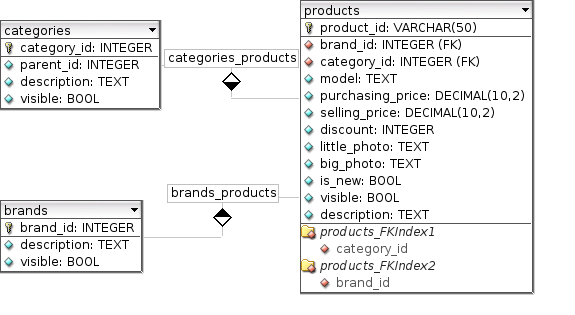 categories
category_id: INTEGER
parent_id: INTEGER
description: TEXT
visible: BOOL
categories_products
products
product_id: VARCHAR(50)
brand_id: INTEGER (FK)
category_id: INTEGER (FK)
model: TEXT
purchasing_price: DECIMAL(10,2)
selling_price: DECIMAL(10,2)
discount: INTEGER
little_photo: TEXT
big_photo: TEXT
is_new: BOOL
visible: BOOL
description: TEXT
products_FKIndex1
category_id
products_FKIndex2
brand_id
brands_products
brands
brand_id: INTEGER
description: TEXT
visible: BOOL